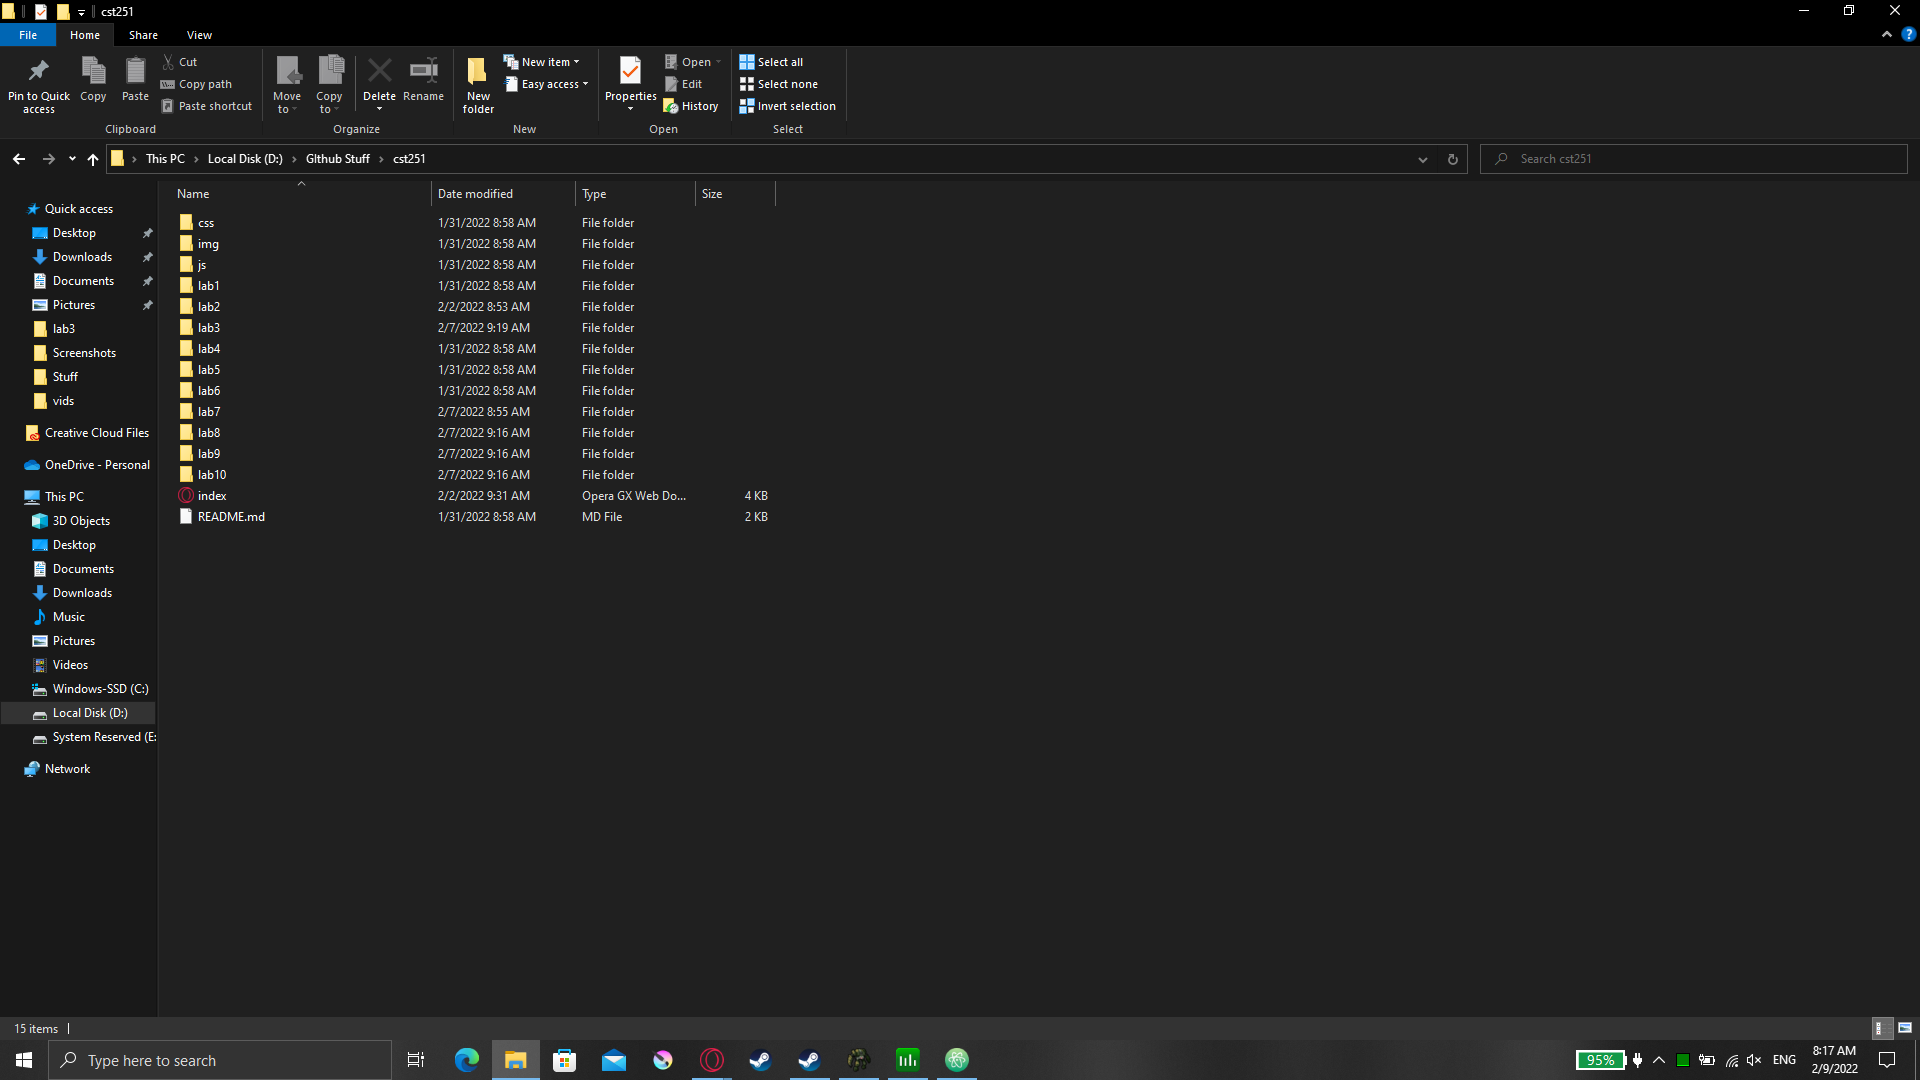 cst251
File Home Share View
Pin to Quick access
Copy
Paste
Cut
Copy path
Paste shortcut
Clipboard
Move to
Copy to
Delete
Rename
Organize
New folder
New item
Easy access
New
Properties
Open
Edit
History
Open
Select all
Select none
Invert selection
Select
This PC > Local Disk (D:) > GIthub Stuff > cst251
Search cst251
Quick access
Desktop
Downloads
Documents
Pictures
lab3
Screenshots
Stuff
vids
Creative Cloud Files
OneDrive - Personal
This PC
3D Objects
Desktop
Documents
Downloads
Music
Pictures
Videos
Windows-SSD (C:)
Local Disk (D:)
System Reserved (E:
Network
Name Date modified Type Size
css 1/31/2022 8:58 AM File folder
img 1/31/2022 8:58 AM File folder
js 1/31/2022 8:58 AM File folder
lab1 1/31/2022 8:58 AM File folder
lab2 2/2/2022 8:53 AM File folder
lab3 2/7/2022 9:19 AM File folder
lab4 1/31/2022 8:58 AM File folder
lab5 1/31/2022 8:58 AM File folder
lab6 1/31/2022 8:58 AM File folder
lab7 2/7/2022 8:55 AM File folder
lab8 2/7/2022 9:16 AM File folder
lab9 2/7/2022 9:16 AM File folder
lab10 2/7/2022 9:16 AM File folder
index 2/2/2022 9:31 AM Opera GX Web Do... 4 KB
README.md 1/31/2022 8:58 AM MD File 2 KB
15 items
Type here to search
95%
ENG
8:17 AM
2/9/2022